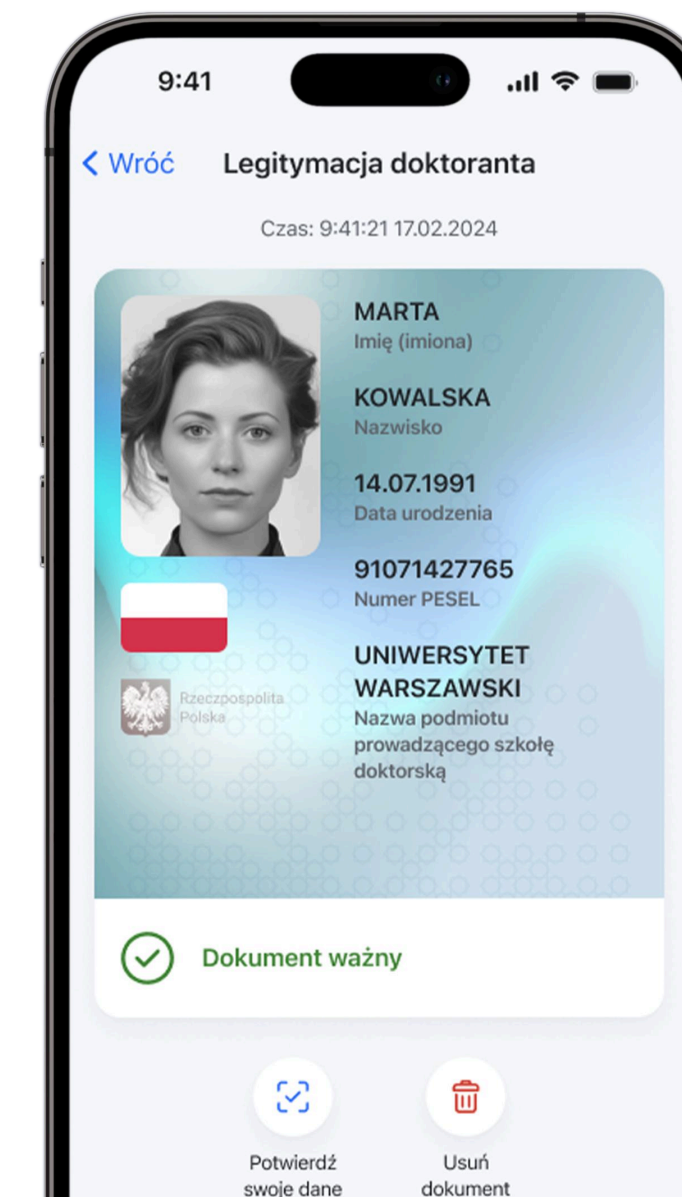 9:41
Wróć
Legitymacja doktoranta
Czas: 9:41:21 17.02.2024
MARTA
Imię (imiona)
KOWALSKA
Nazwisko
14.07.1991
Data urodzenia
91071427765
Numer PESEL
UNIWERSYTET
WARSZAWSKI
Nazwa podmiotu
prowadzącego szkołę
doktorską
Rzeczpospolita
Polska
Dokument ważny
Potwierdź
swoje dane
Usuń
dokument